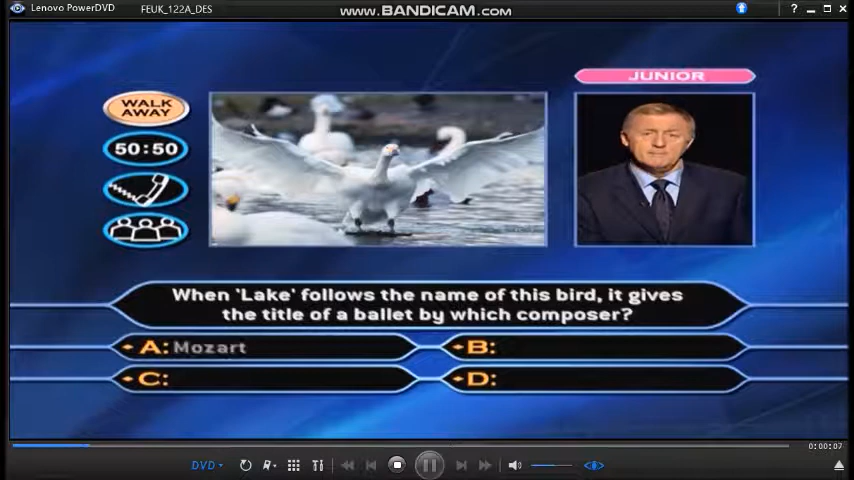 Lenovo PowerDVD
FEUK_122A_DES
www.BANDICAM.com
?
JUNIOR
WALK
AWAY
50:50
When 'Lake' follows the name of this bird, it gives
the title of a ballet by which composer?
A: Mozart
B:
C:
D:
0:00:07
DVD